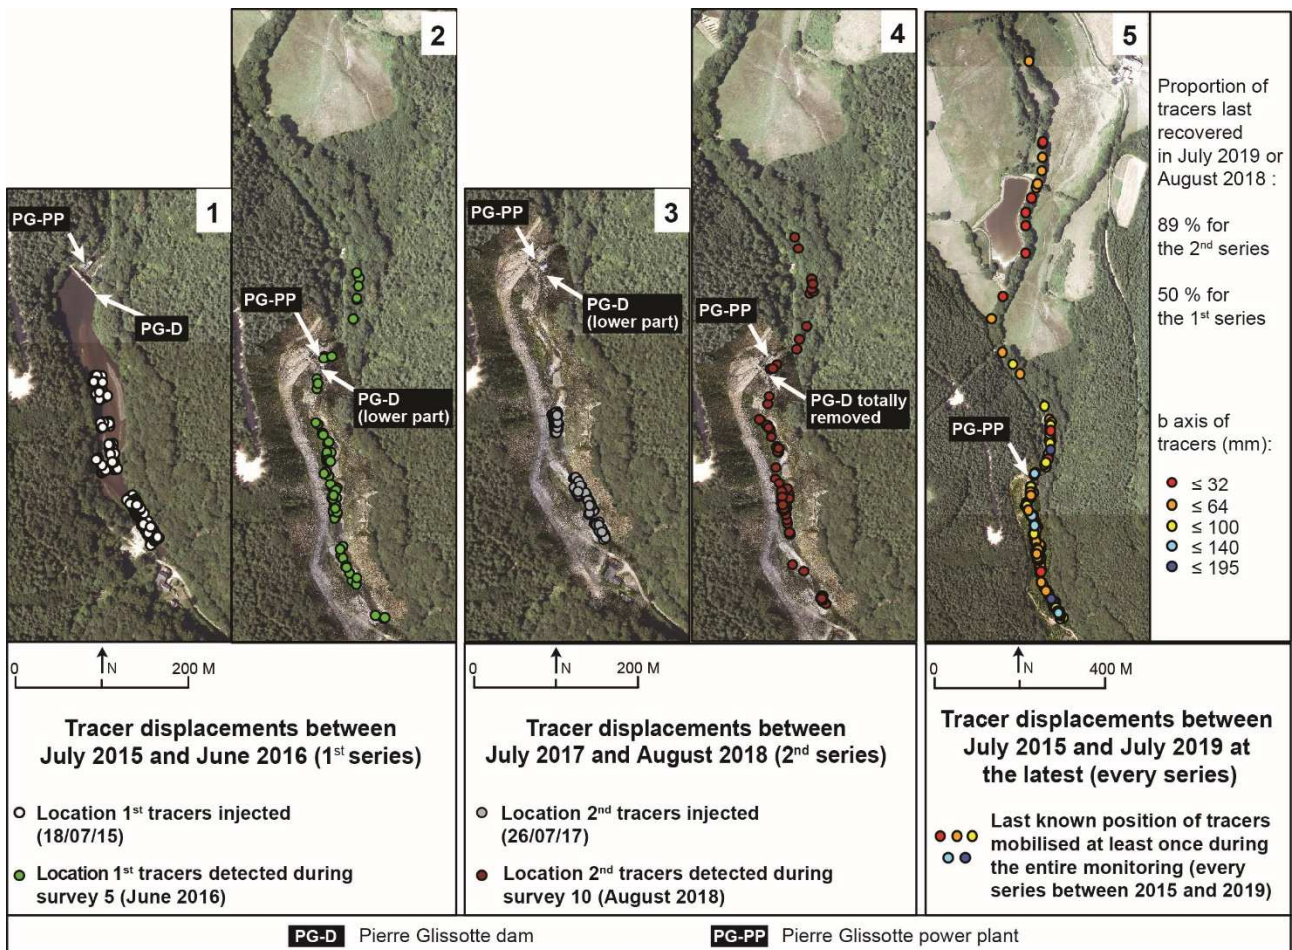 1
PG-PP
PG-D
2
PG-PP
PG-D
(lower part)
3
PG-PP
PG-D
(lower part)
4
PG-PP
PG-D totally
removed
5
PG-PP
Proportion of
tracers last
recovered
in July 2019 or
August 2018 :
89 % for
the 2nd series
50 % for
the 1st series
b axis of
tracers (mm):
≤ 32
≤ 64
≤ 100
≤ 140
≤ 195
0 N 200 M
Tracer displacements between
July 2015 and June 2016 (1st series)
Location 1st tracers injected
(18/07/15)
Location 1st tracers detected during
survey 5 (June 2016)
0 N 200 M
Tracer displacements between
July 2017 and August 2018 (2nd series)
Location 2nd tracers injected
(26/07/17)
Location 2nd tracers detected during
survey 10 (August 2018)
0 N 400 M
Tracer displacements between
July 2015 and July 2019 at
the latest (every series)
Last known position of tracers
mobilised at least once during
the entire monitoring (every
series between 2015 and 2019)
PG-D Pierre Glissotte dam
PG-PP Pierre Glissotte power plant